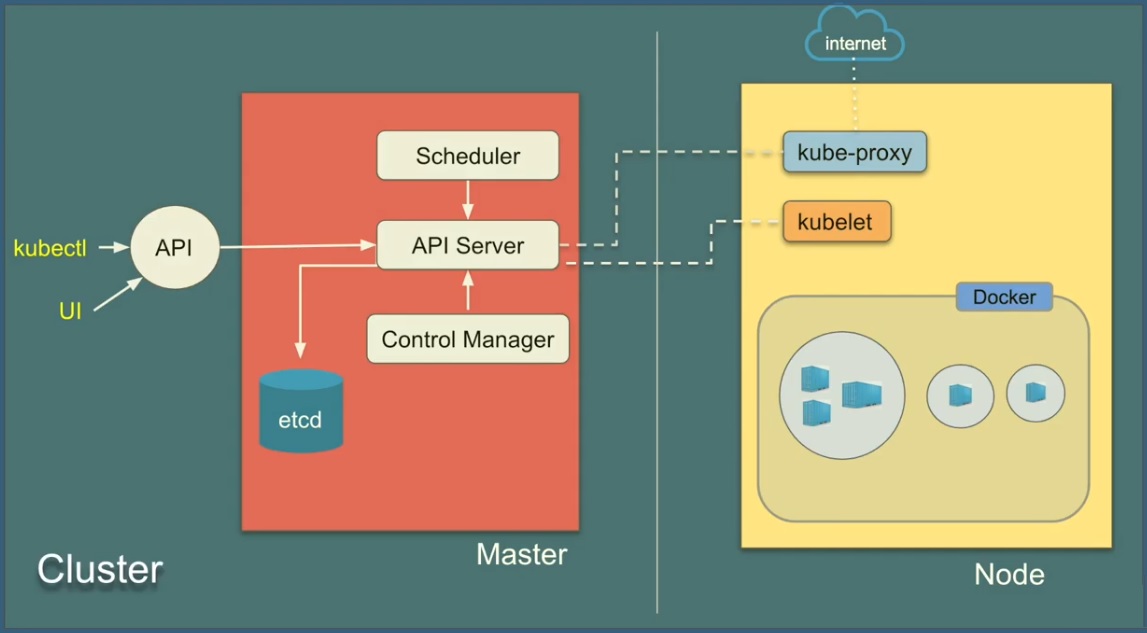 internet
Scheduler
kube-proxy
kubelet
kubectl
API
API Server
UI
Docker
Control Manager
etcd
Cluster
Master
Node